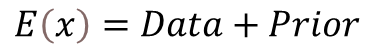 E(x) = Data + Prior